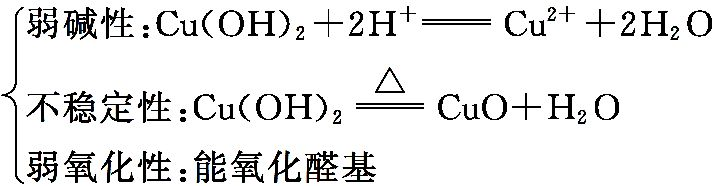 弱碱性:Cu(OH)₂+2H⁺══Cu²⁺+2H₂O
不稳定性:Cu(OH)₂ ══△══ CuO+H₂O
弱氧化性:能氧化醛基